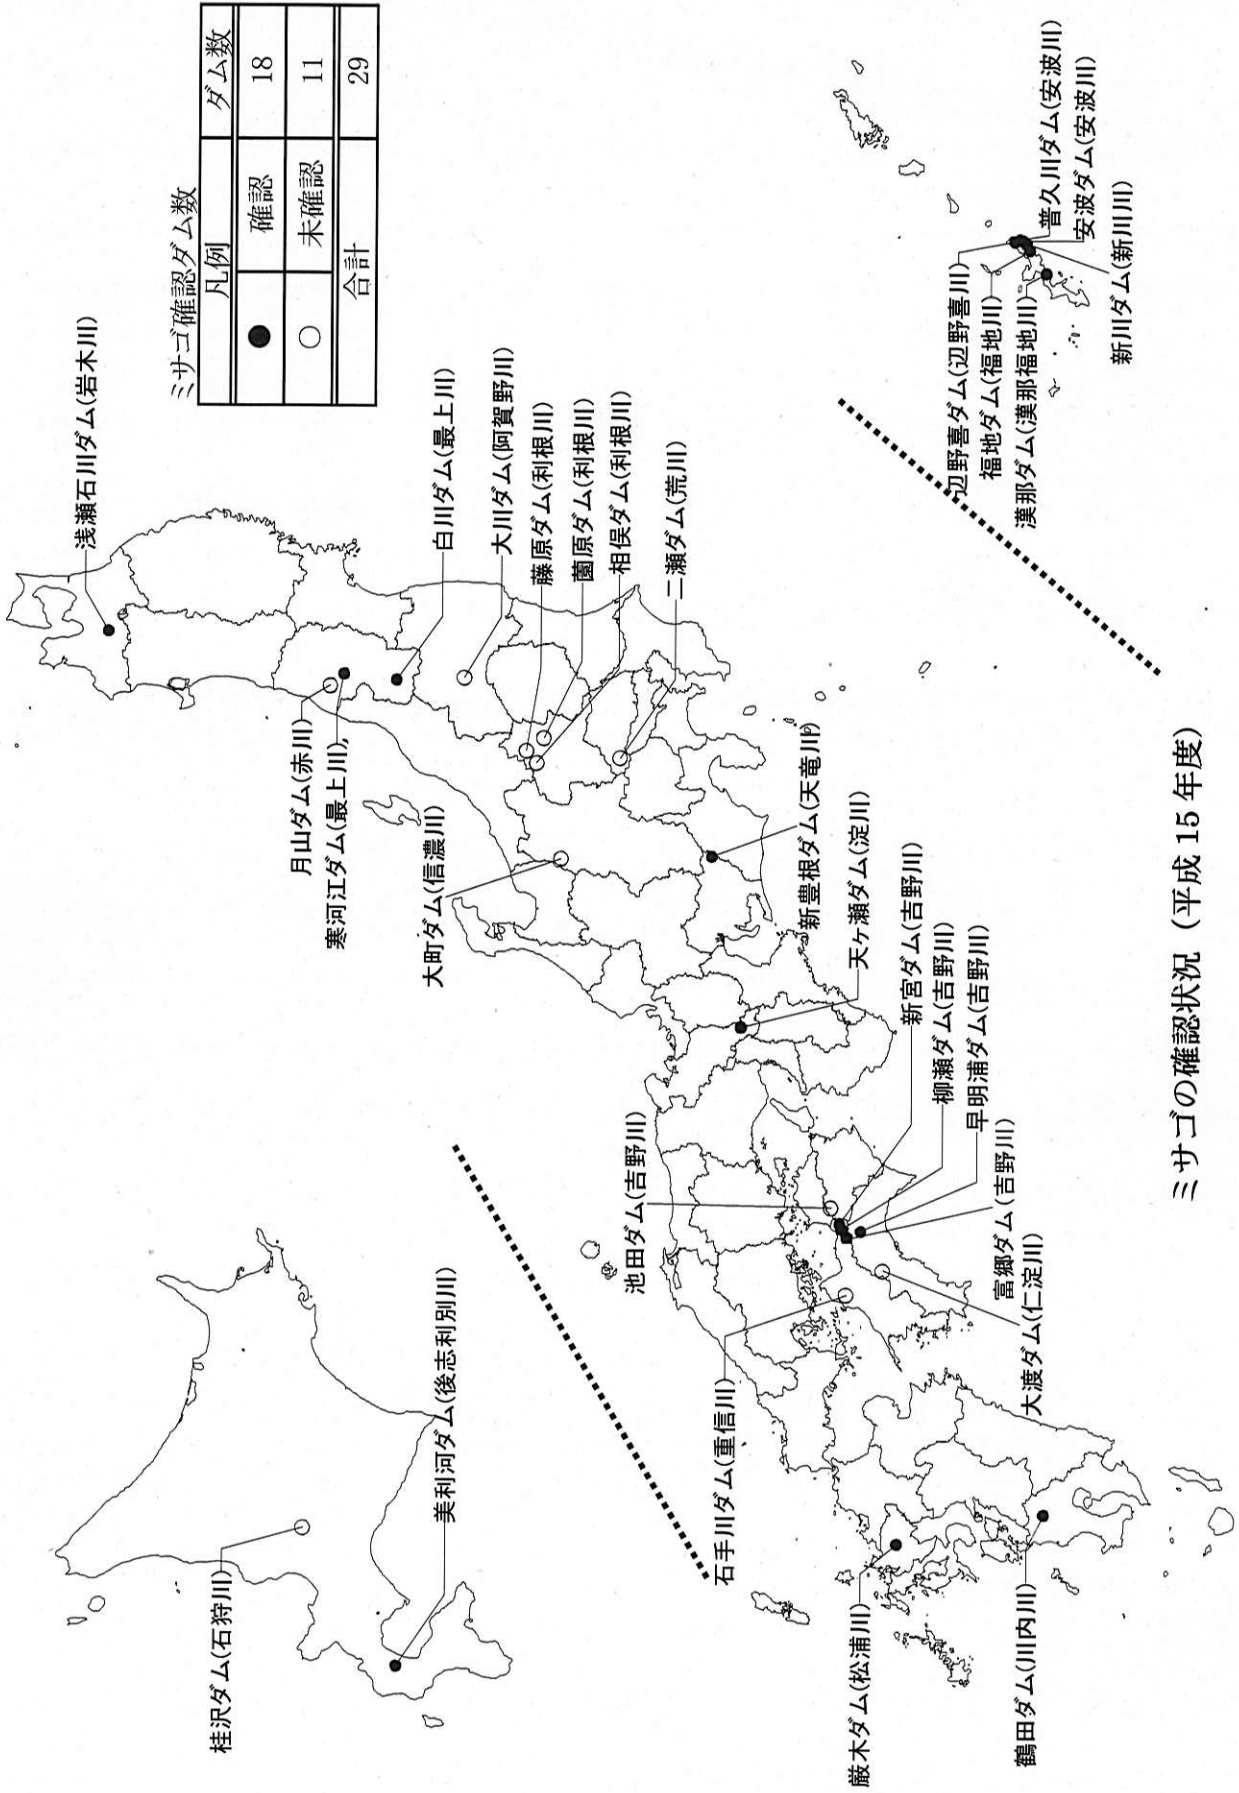 ミサゴ確認ダム数
凡例 ダム数
● 確認 18
○ 未確認 11
合計 29
桂沢ダム(石狩川)
美利河ダム(後志利別川)
浅瀬石川ダム(岩木川)
月山ダム(赤川)
寒河江ダム(最上川)
白川ダム(最上川)
大川ダム(阿賀野川)
藤原ダム(利根川)
薗原ダム(利根川)
相俣ダム(利根川)
二瀬ダム(荒川)
大町ダム(信濃川)
新豊根ダム(天竜川)
天ヶ瀬ダム(淀川)
新宮ダム(吉野川)
柳瀬ダム(吉野川)
早明浦ダム(吉野川)
富郷ダム(吉野川)
池田ダム(吉野川)
大渡ダム(仁淀川)
石手川ダム(重信川)
厳木ダム(松浦川)
鶴田ダム(川内川)
辺野喜ダム(辺野喜川)
福地ダム(福地川)
漢那ダム(漢那福地川)
普久川ダム(安波川)
安波ダム(安波川)
新川ダム(新川川)
ミサゴの確認状況（平成 15 年度）